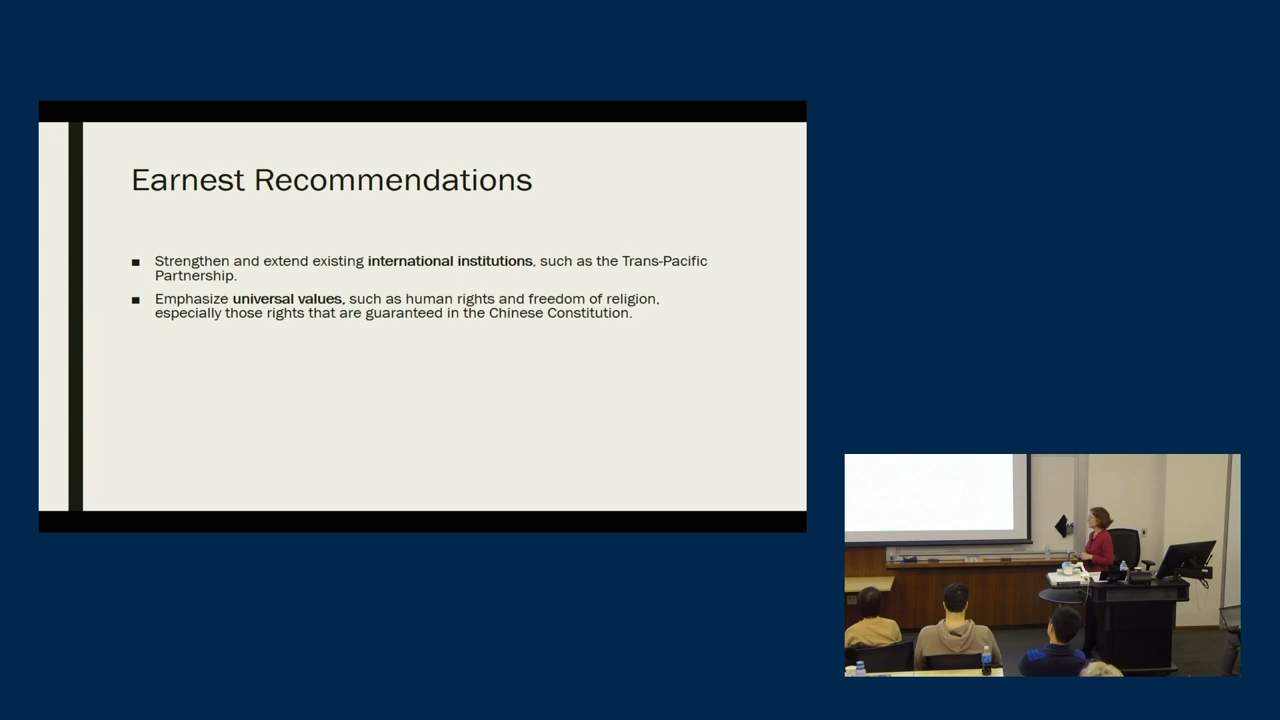 Earnest Recommendations
■ Strengthen and extend existing international institutions, such as the Trans-Pacific
Partnership.
■ Emphasize universal values, such as human rights and freedom of religion,
especially those rights that are guaranteed in the Chinese Constitution.